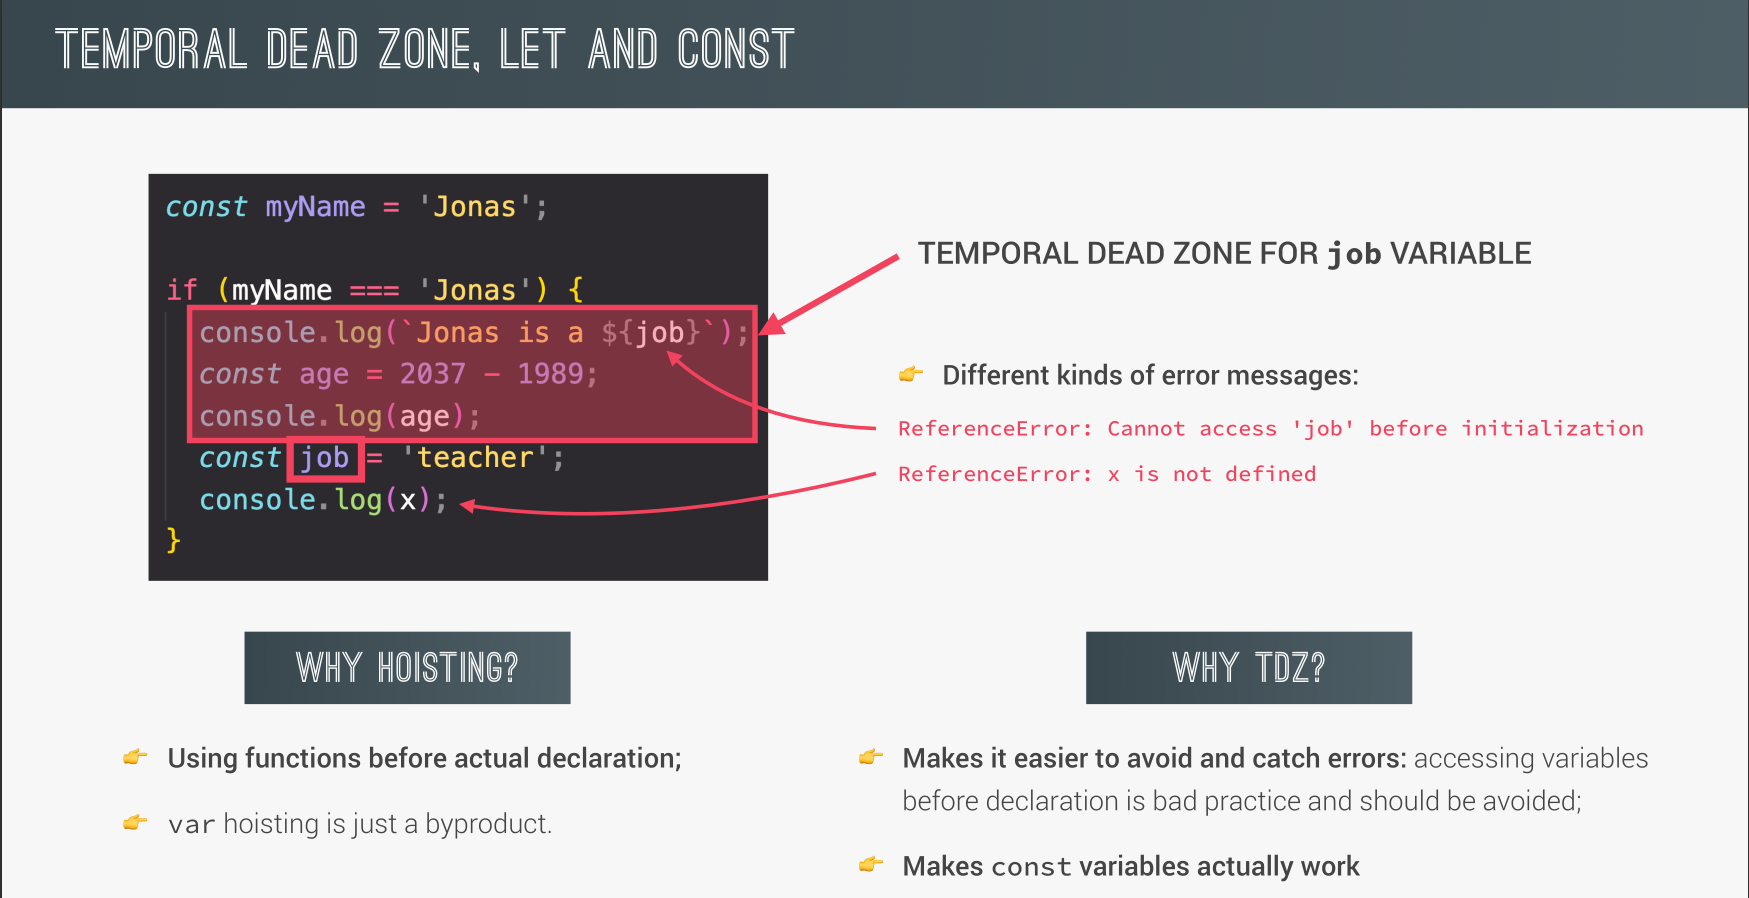 TEMPORAL DEAD ZONE, LET AND CONST
const myName = 'Jonas';
if (myName === 'Jonas') {
console.log(`Jonas is a ${job}`);
const age = 2037 – 1989;
console.log(age);
const job = 'teacher';
console.log(x);
}
TEMPORAL DEAD ZONE FOR job VARIABLE
👉 Different kinds of error messages:
ReferenceError: Cannot access 'job' before initialization
ReferenceError: x is not defined
WHY HOISTING?
👉 Using functions before actual declaration;
👉 var hoisting is just a byproduct.
WHY TDZ?
👉 Makes it easier to avoid and catch errors: accessing variables
before declaration is bad practice and should be avoided;
👉 Makes const variables actually work